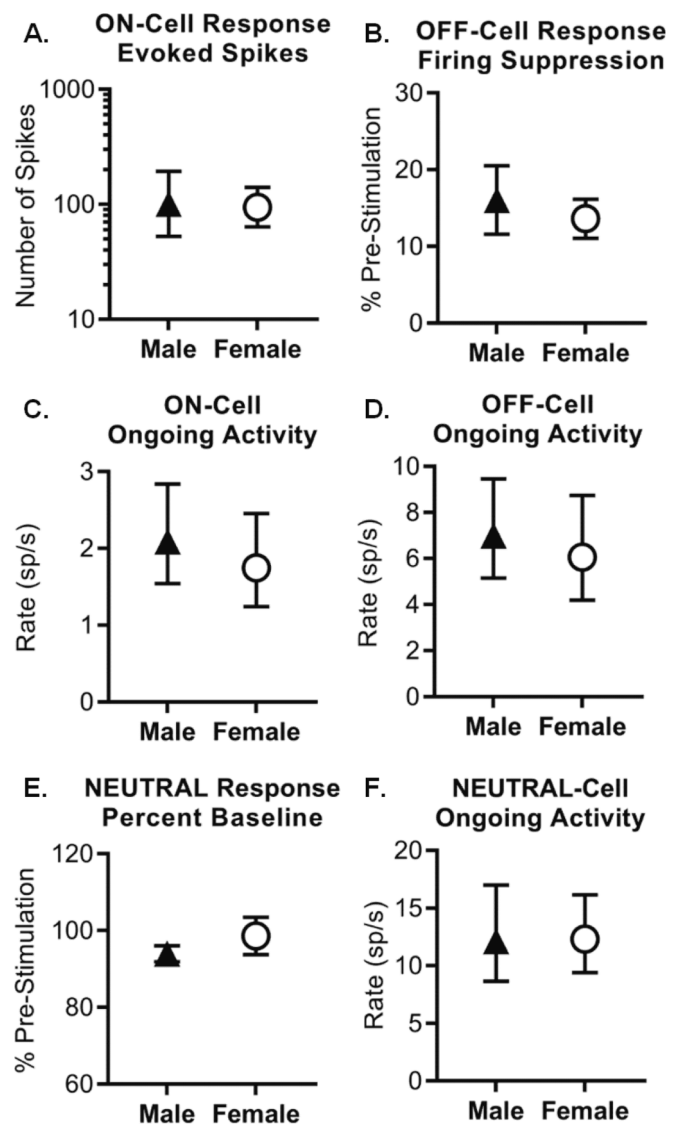 A.
ON-Cell Response
Evoked Spikes
Number of Spikes
1000
100
10
Male Female
B.
OFF-Cell Response
Firing Suppression
% Pre-Stimulation
30
20
10
0
Male Female
C.
ON-Cell
Ongoing Activity
Rate (sp/s)
3
2
1
0
Male Female
D.
OFF-Cell
Ongoing Activity
Rate (sp/s)
10
8
6
4
2
0
Male Female
E.
NEUTRAL Response
Percent Baseline
% Pre-Stimulation
120
100
80
60
Male Female
F.
NEUTRAL-Cell
Ongoing Activity
Rate (sp/s)
20
15
10
5
0
Male Female